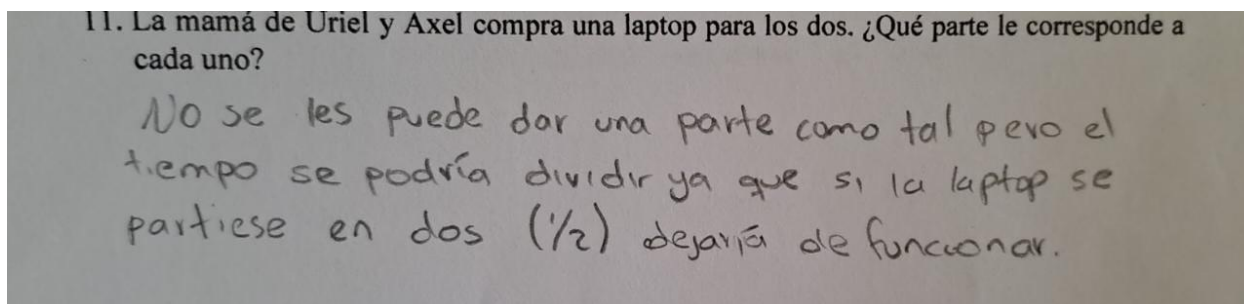 11. La mamá de Uriel y Axel compra una laptop para los dos. ¿Qué parte le corresponde a
cada uno?
No se les puede dar una parte como tal pero el
tiempo se podría dividir ya que si la laptop se
partiese en dos (1/2) dejaría de funcionar.